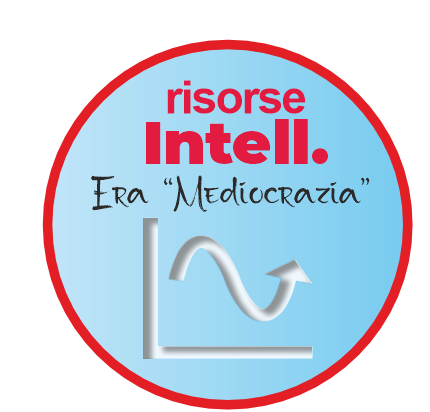 risorse
Intell.
Era “Mediocrazia”